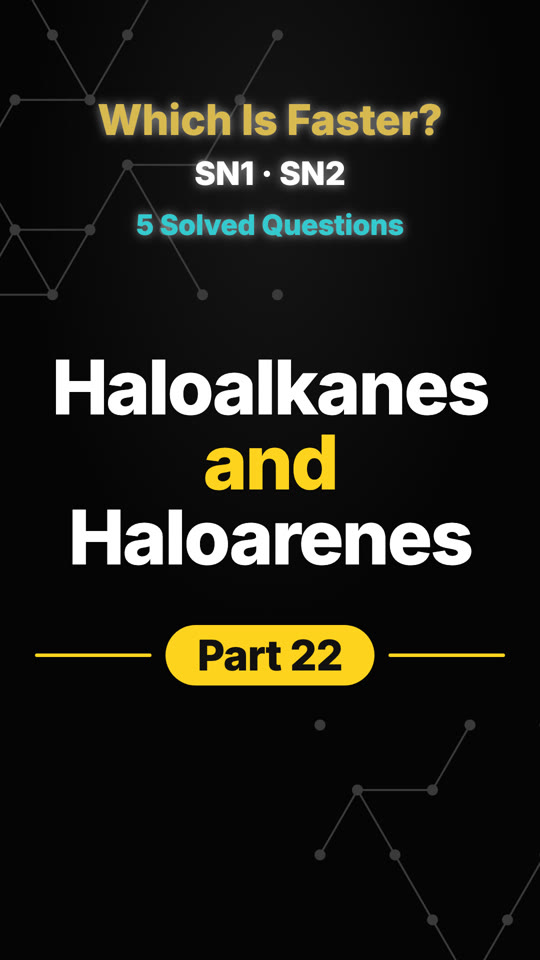 Which Is Faster?
SN1 · SN2
5 Solved Questions
Haloalkanes
and
Haloarenes
Part 22